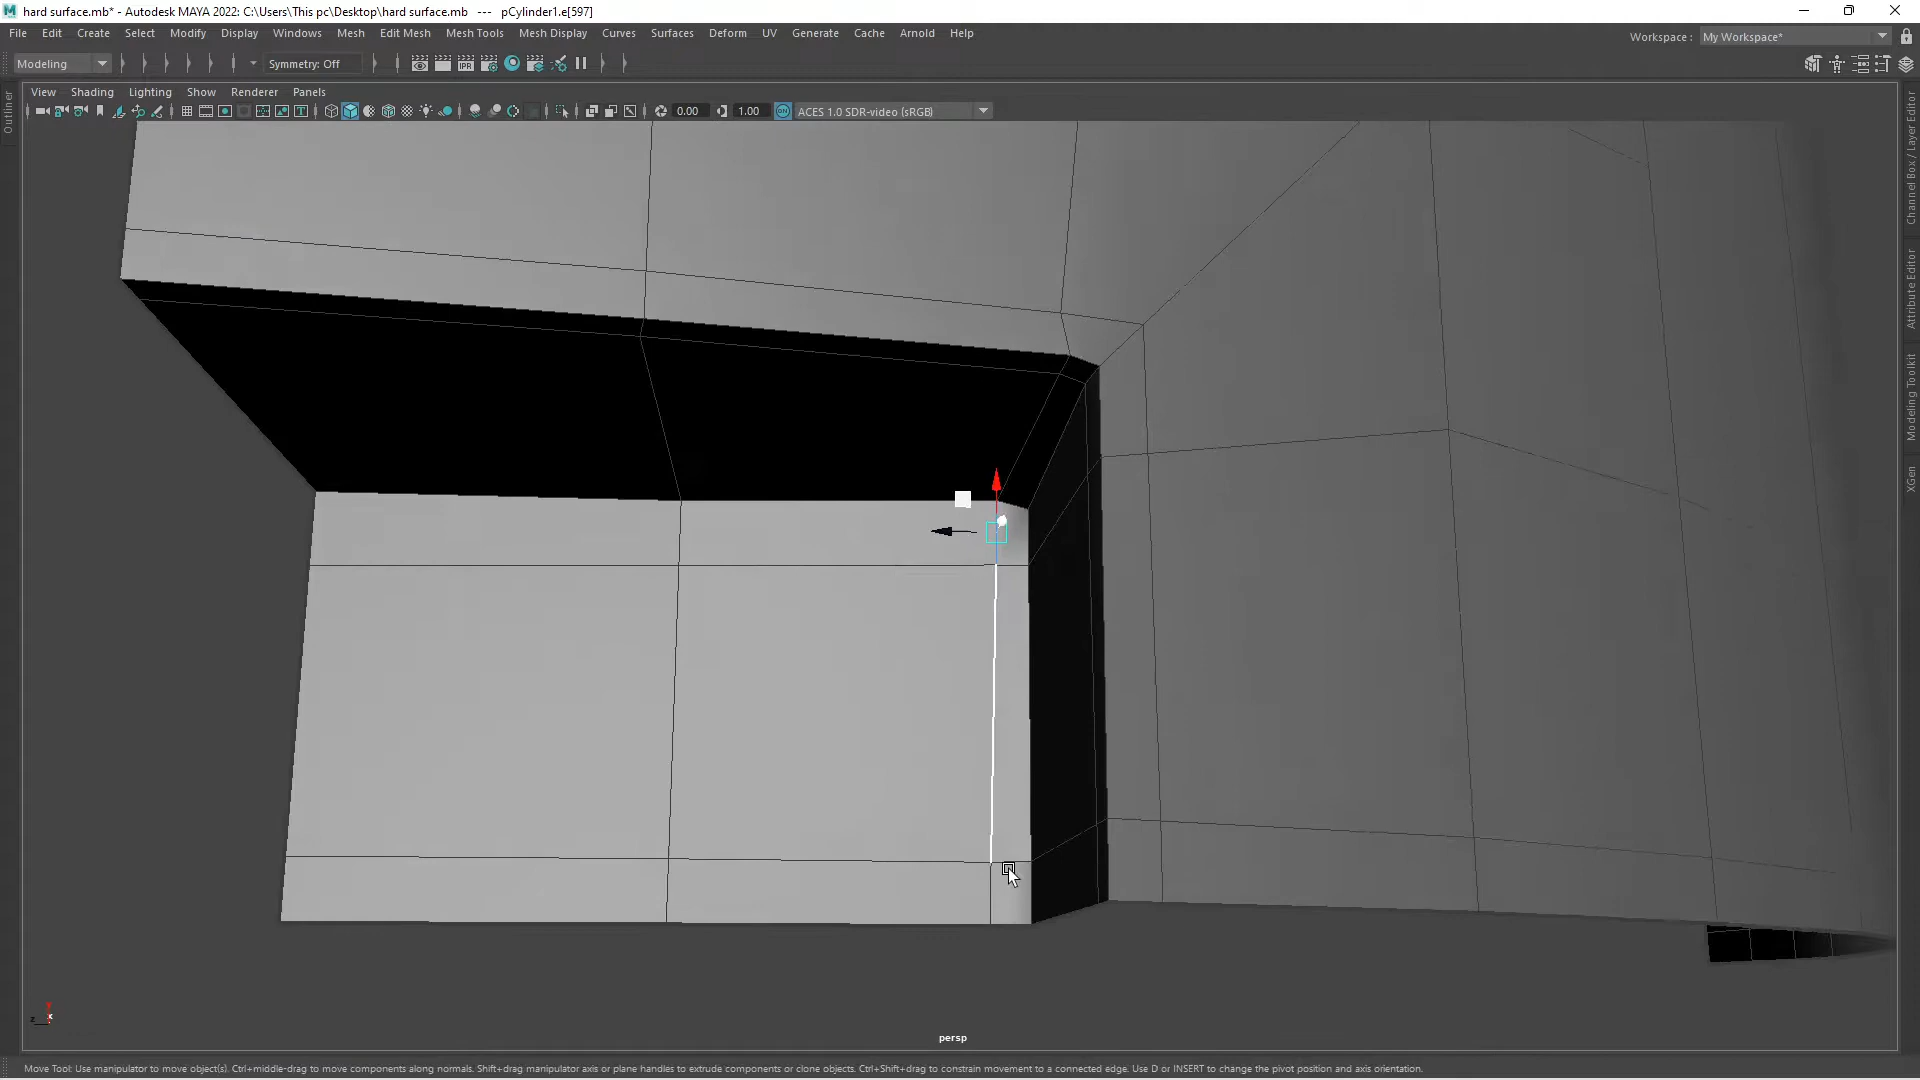 hard surface.mb* - Autodesk MAYA 2022: C:\Users\This pc\Desktop\hard surface.mb   ---   pCylinder1.e[597]
File Edit Create Select Modify Display Windows Mesh Edit Mesh Mesh Tools Mesh Display Curves Surfaces Deform UV Generate Cache Arnold Help
Workspace : My Workspace*
Modeling
Symmetry: Off
IPR
View Shading Lighting Show Renderer Panels
0.00
1.00
ON
ACES 1.0 SDR-video (sRGB)
Outliner
Channel Box / Layer Editor
Attribute Editor
Modeling Toolkit
XGen
z
persp
Move Tool: Use manipulator to move object(s). Ctrl+middle-drag to move components along normals. Shift+drag manipulator axis or plane handles to extrude components or clone objects. Ctrl+Shift+drag to constrain movement to a connected edge. Use D or INSERT to change the pivot position and axis orientation.